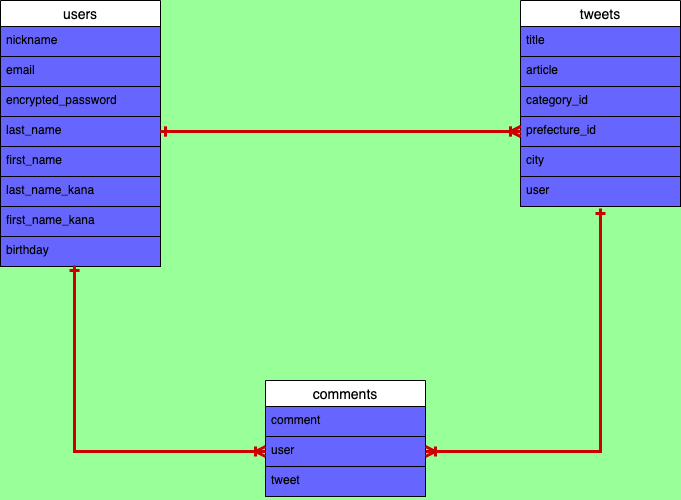 users
nickname
email
encrypted_password
last_name
first_name
last_name_kana
first_name_kana
birthday
tweets
title
article
category_id
prefecture_id
city
user
comments
comment
user
tweet